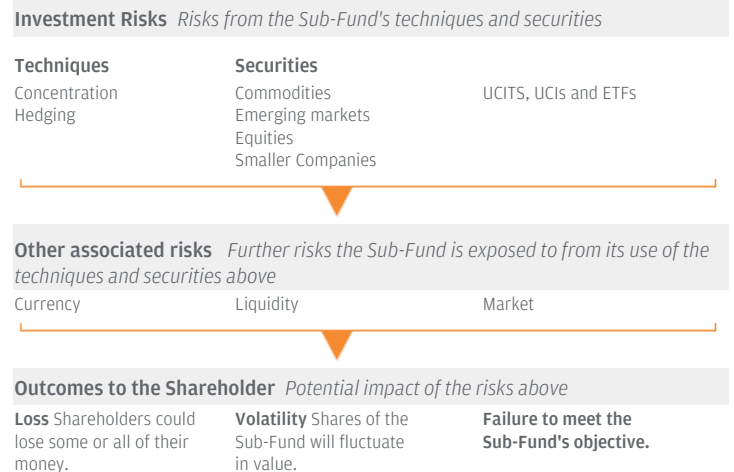 Investment Risks Risks from the Sub-Fund's techniques and securities
Techniques
Concentration
Hedging
Securities
Commodities
Emerging markets
Equities
Smaller Companies
UCITS, UCIs and ETFs
Other associated risks Further risks the Sub-Fund is exposed to from its use of the
techniques and securities above
Currency
Liquidity
Market
Outcomes to the Shareholder Potential impact of the risks above
Loss Shareholders could
lose some or all of their
money.
Volatility Shares of the
Sub-Fund will fluctuate
in value.
Failure to meet the
Sub-Fund's objective.